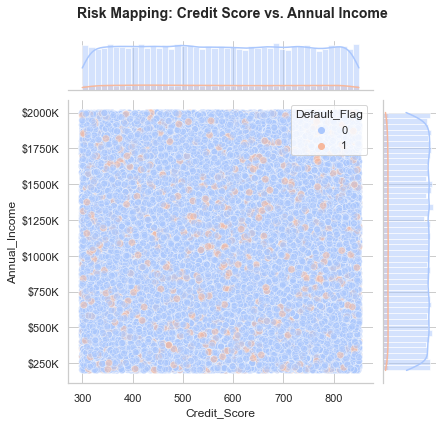 Risk Mapping: Credit Score vs. Annual Income
Default_Flag
0
1
$2000K
$1750K
$1500K
$1250K
$1000K
$750K
$500K
$250K
Annual_Income
300 400 500 600 700 800
Credit_Score